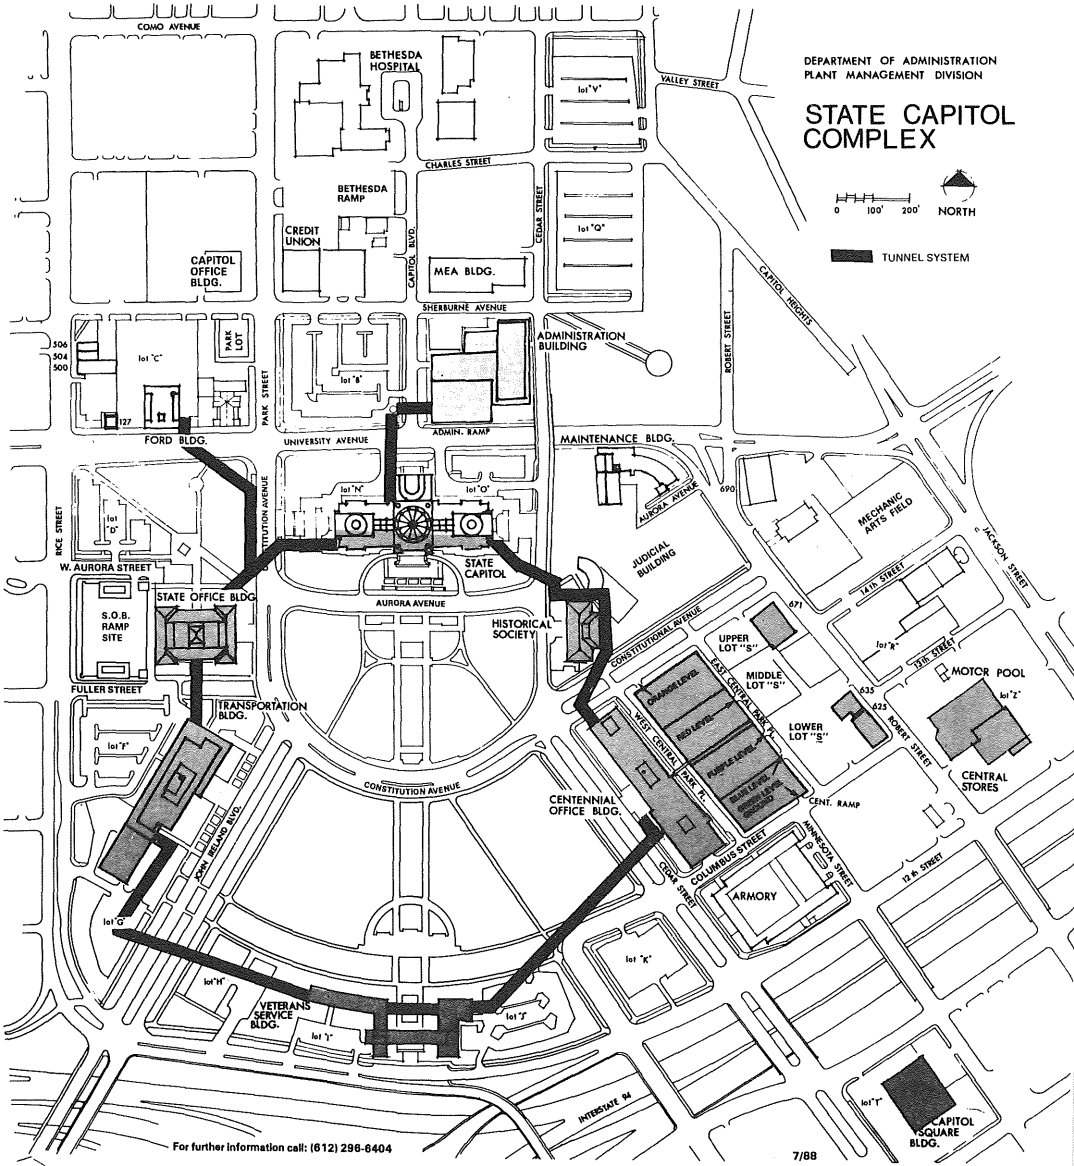 COMO AVENUE
BETHESDA
HOSPITAL
lot "V"
VALLEY STREET
DEPARTMENT OF ADMINISTRATION
PLANT MANAGEMENT DIVISION
STATE CAPITOL
COMPLEX
CHARLES STREET
0 100' 200'
NORTH
TUNNEL SYSTEM
BETHESDA
RAMP
CEDAR STREET
lot "Q"
CREDIT
UNION
CAPITOL BLVD.
CAPITOL
OFFICE
BLDG.
MEA BLDG.
SHERBURNE AVENUE
CAPITOL HEIGHTS
ROBERT STREET
506
504
500
lot "C"
PARK
LOT
lot "B"
ADMINISTRATION
BUILDING
PARK STREET
127
FORD BLDG.
UNIVERSITY AVENUE
ADMIN. RAMP
MAINTENANCE BLDG.
690
AURORA AVENUE
MECHANIC
ARTS FIELD
JACKSON STREET
RICE STREET
lot
"D"
lot "N"
lot "O"
W. AURORA STREET
STATE
CAPITOL
JUDICIAL
BUILDING
14th STREET
STATE OFFICE BLDG.
AURORA AVENUE
S.O.B.
RAMP
SITE
HISTORICAL
SOCIETY
CONSTITUTIONAL AVENUE
671
UPPER
LOT "S"
lot "R"
13th STREET
FULLER STREET
ORANGE LEVEL
EAST CENTRAL PARK PL.
MIDDLE
LOT "S"
MOTOR POOL
lot "Z"
TRANSPORTATION
BLDG.
WEST CENTRAL PARK PL.
RED LEVEL
635
625
LOWER
LOT "S"
ROBERT STREET
lot "F"
PURPLE LEVEL
BLUE LEVEL
GREEN LEVEL
GROUND
CENTRAL
STORES
CONSTITUTION AVENUE
CENTENNIAL
OFFICE BLDG.
CENT. RAMP
JOHN IRELAND BLVD.
COLUMBUS STREET
MINNESOTA STREET
12th STREET
CEDAR STREET
ARMORY
lot "G"
lot "H"
lot "K"
VETERANS
SERVICE
BLDG.
lot "I"
lot "J"
INTERSTATE 94
lot "T"
CAPITOL
SQUARE
BLDG.
For further information call: (612) 296-6404
7/88